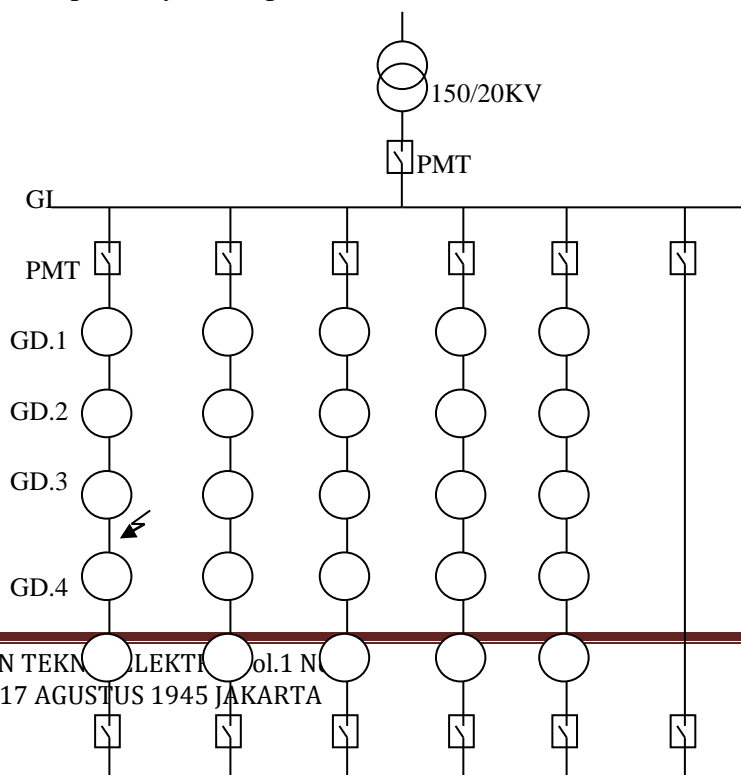 150/20KV
PMT
GI
PMT
GD.1
GD.2
GD.3
GD.4
17 AGUSTUS 1945 JAKARTA